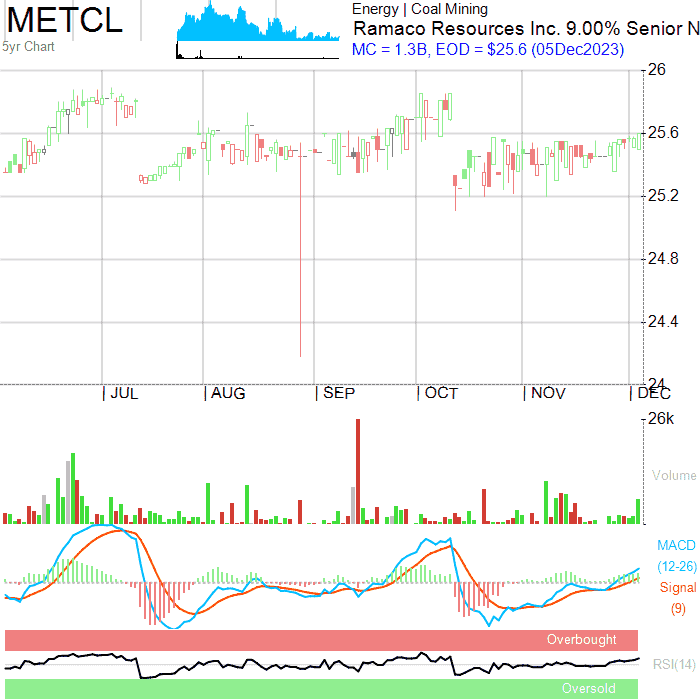 METCL
5yr Chart
Energy | Coal Mining
Ramaco Resources Inc. 9.00% Senior N
MC = 1.3B, EOD = $25.6 (05Dec2023)
26
25.6
25.2
24.8
24.4
24
JUL AUG SEP OCT NOV DEC
26k
Volume
MACD
(12-26)
Signal
(9)
Overbought
RSI(14)
Oversold